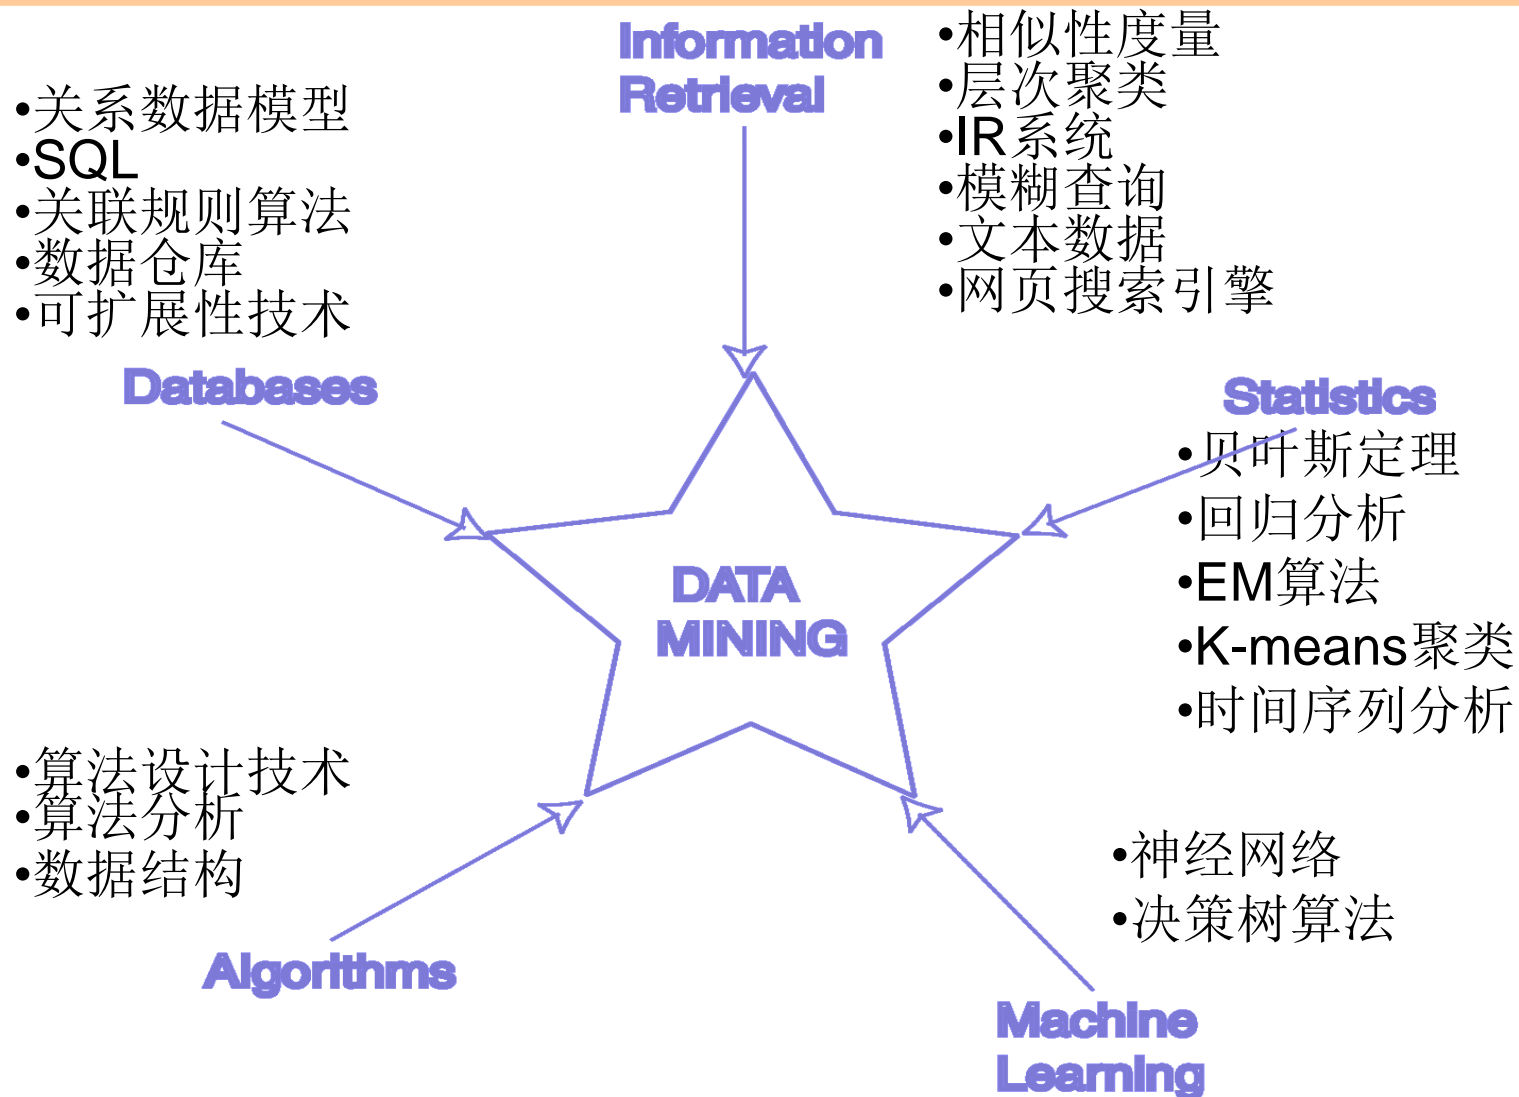 Information
Retrieval
•相似性度量
•层次聚类
•IR系统
•模糊查询
•文本数据
•网页搜索引擎
•关系数据模型
•SQL
•关联规则算法
•数据仓库
•可扩展性技术
Databases
Statistics
•贝叶斯定理
•回归分析
•EM算法
•K-means聚类
•时间序列分析
DATA
MINING
•算法设计技术
•算法分析
•数据结构
Algorithms
•神经网络
•决策树算法
Machine
Learning